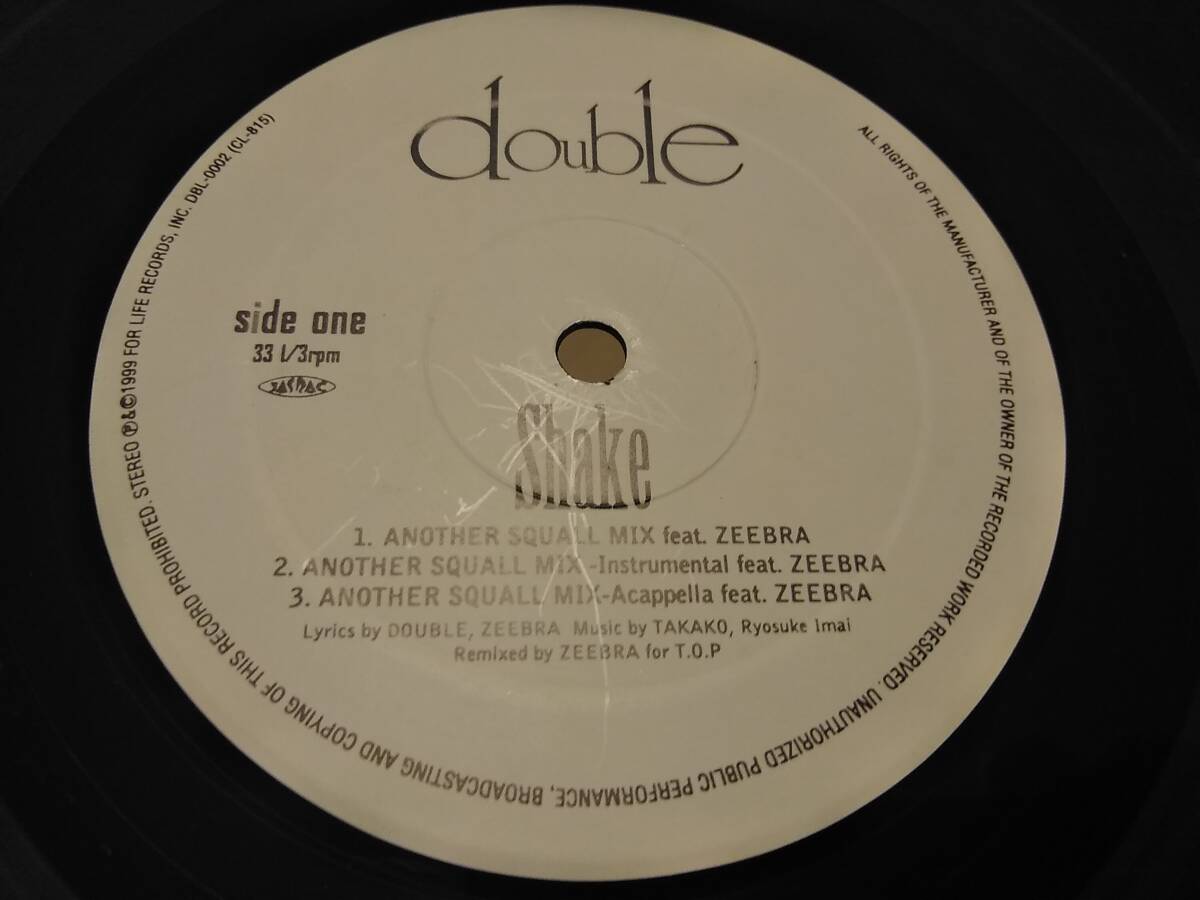 double
side one
33 1/3rpm
JASRAC
Shake
1. ANOTHER SQUALL MIX feat. ZEEBRA
2. ANOTHER SQUALL MIX -Instrumental feat. ZEEBRA
3. ANOTHER SQUALL MIX-Acappella feat. ZEEBRA
Lyrics by DOUBLE, ZEEBRA Music by TAKAKO, Ryosuke Imai
Remixed by ZEEBRA for T.O.P
ALL RIGHTS OF THE MANUFACTURER AND OF THE OWNER OF THE RECORDED WORK RESERVED. UNAUTHORIZED PUBLIC PERFORMANCE, BROADCASTING AND COPYING OF THIS RECORD PROHIBITED. STEREO ℗&©1999 FOR LIFE RECORDS, INC. DBL-0002 (CL-815)